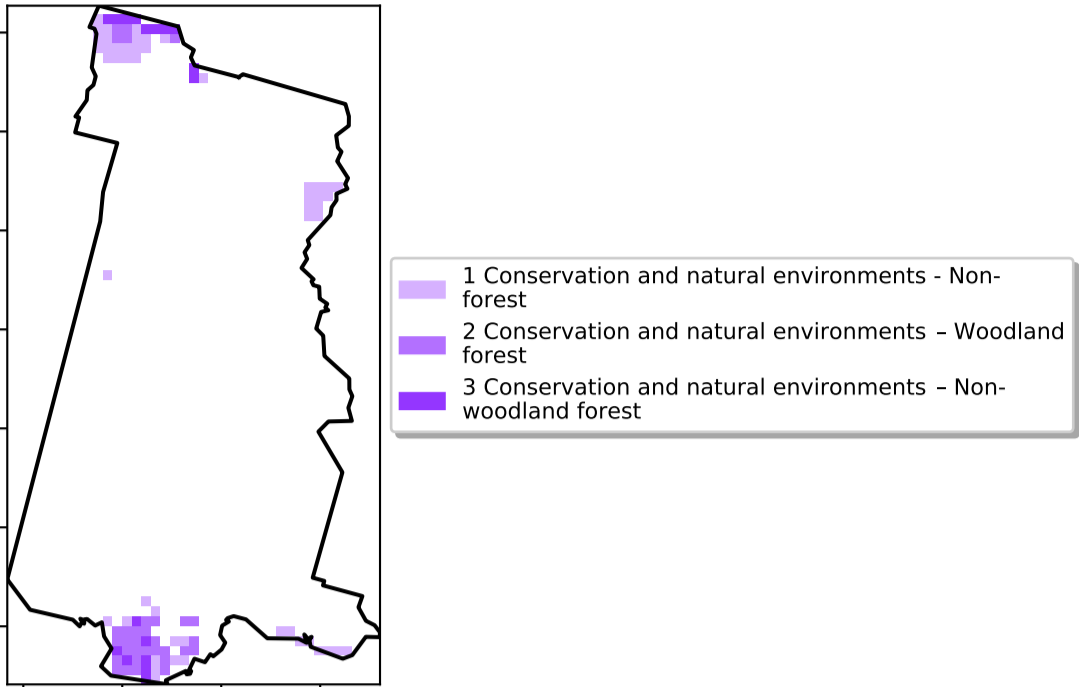 1 Conservation and natural environments - Non-
forest
2 Conservation and natural environments – Woodland
forest
3 Conservation and natural environments – Non-
woodland forest